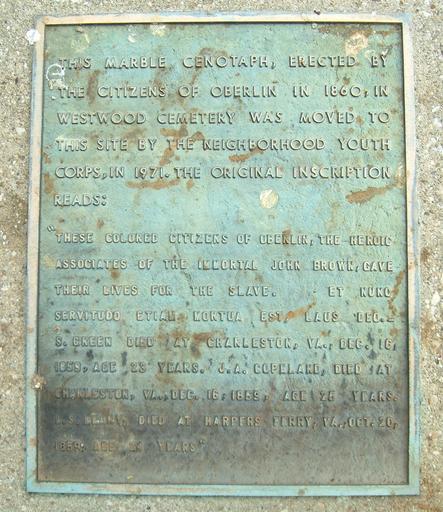 THIS MARBLE CENOTAPH, ERECTED BY
THE CITIZENS OF OBERLIN IN 1860, IN
WESTWOOD CEMETERY WAS MOVED TO
THIS SITE BY THE NEIGHBORHOOD YOUTH
CORPS, IN 1971. THE ORIGINAL INSCRIPTION
READS:
"THESE COLORED CITIZENS OF OBERLIN, THE HEROIC
ASSOCIATES OF THE IMMORTAL JOHN BROWN, GAVE
THEIR LIVES FOR THE SLAVE. ET NUNC
SERVITUDO ETIAM MORTUA EST, LAUS DEO.
S. GREEN DIED AT CHARLESTON, VA., DEC. 16,
1859, AGE 23 YEARS. J.A. COPELAND, DIED AT
CHARLESTON, VA., DEC. 16, 1859, AGE 25 YEARS.
L.S. DIED AT HARPERS FERRY, VA., OCT. 20,
1859, AGE 24 YEARS"